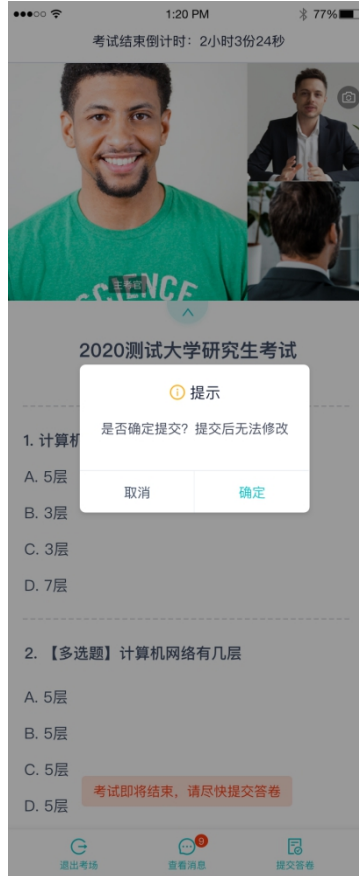 1:20 PM
77%
考试结束倒计时：2小时3份24秒
SCIENCE
王考官
2020测试大学研究生考试
提示
是否确定提交？提交后无法修改
取消
确定
1. 计算机
A. 5层
B. 3层
C. 3层
D. 7层
2. 【多选题】计算机网络有几层
A. 5层
B. 5层
C. 5层
D. 5层
考试即将结束，请尽快提交答卷
9
退出考场
查看消息
提交答卷